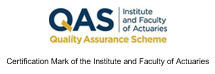 QAS
Institute
and Faculty
of Actuaries
Quality Assurance Scheme
Certification Mark of the Institute and Faculty of Actuaries